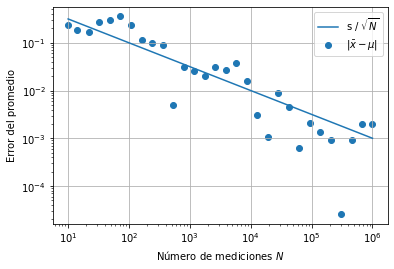 s / √N
|x̄ − μ|
Error del promedio
10⁻¹
10⁻²
10⁻³
10⁻⁴
10¹
10²
10³
10⁴
10⁵
10⁶
Número de mediciones N